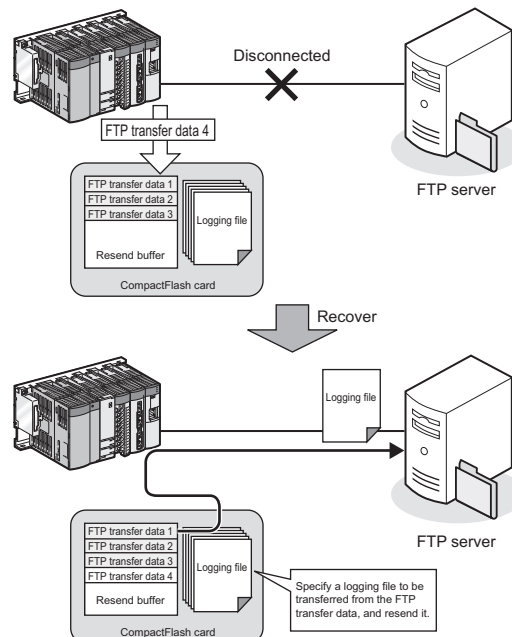 Disconnected
FTP transfer data 4
FTP server
FTP transfer data 1
FTP transfer data 2
FTP transfer data 3
Resend buffer
Logging file
CompactFlash card
Recover
Logging file
FTP server
FTP transfer data 1
FTP transfer data 2
FTP transfer data 3
FTP transfer data 4
Resend buffer
Logging file
Specify a logging file to be
transferred from the FTP
transfer data, and resend it.
CompactFlash card